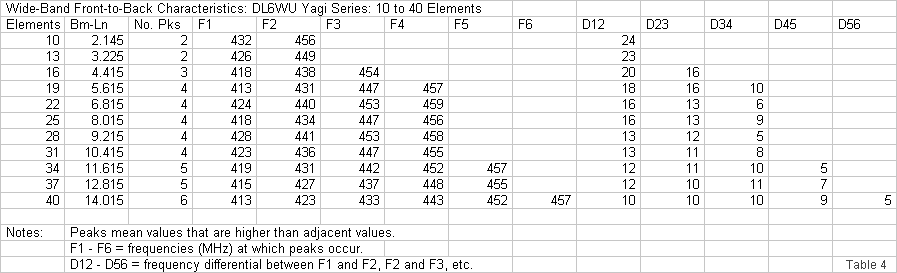 Wide-Band Front-to-Back Characteristics: DL6WU Yagi Series: 10 to 40 Elements
Elements Bm-Ln No. Pks F1 F2 F3 F4 F5 F6 D12 D23 D34 D45 D56
10 2.145 2 432 456 24
13 3.225 2 426 449 23
16 4.415 3 418 438 454 20 16
19 5.615 4 413 431 447 457 18 16 10
22 6.815 4 424 440 453 459 16 13 6
25 8.015 4 418 434 447 456 16 13 9
28 9.215 4 428 441 453 458 13 12 5
31 10.415 4 423 436 447 455 13 11 8
34 11.615 5 419 431 442 452 457 12 11 10 5
37 12.815 5 415 427 437 448 455 12 10 11 7
40 14.015 6 413 423 433 443 452 457 10 10 10 9 5
Notes: Peaks mean values that are higher than adjacent values.
F1 - F6 = frequencies (MHz) at which peaks occur.
D12 - D56 = frequency differential between F1 and F2, F2 and F3, etc. Table 4